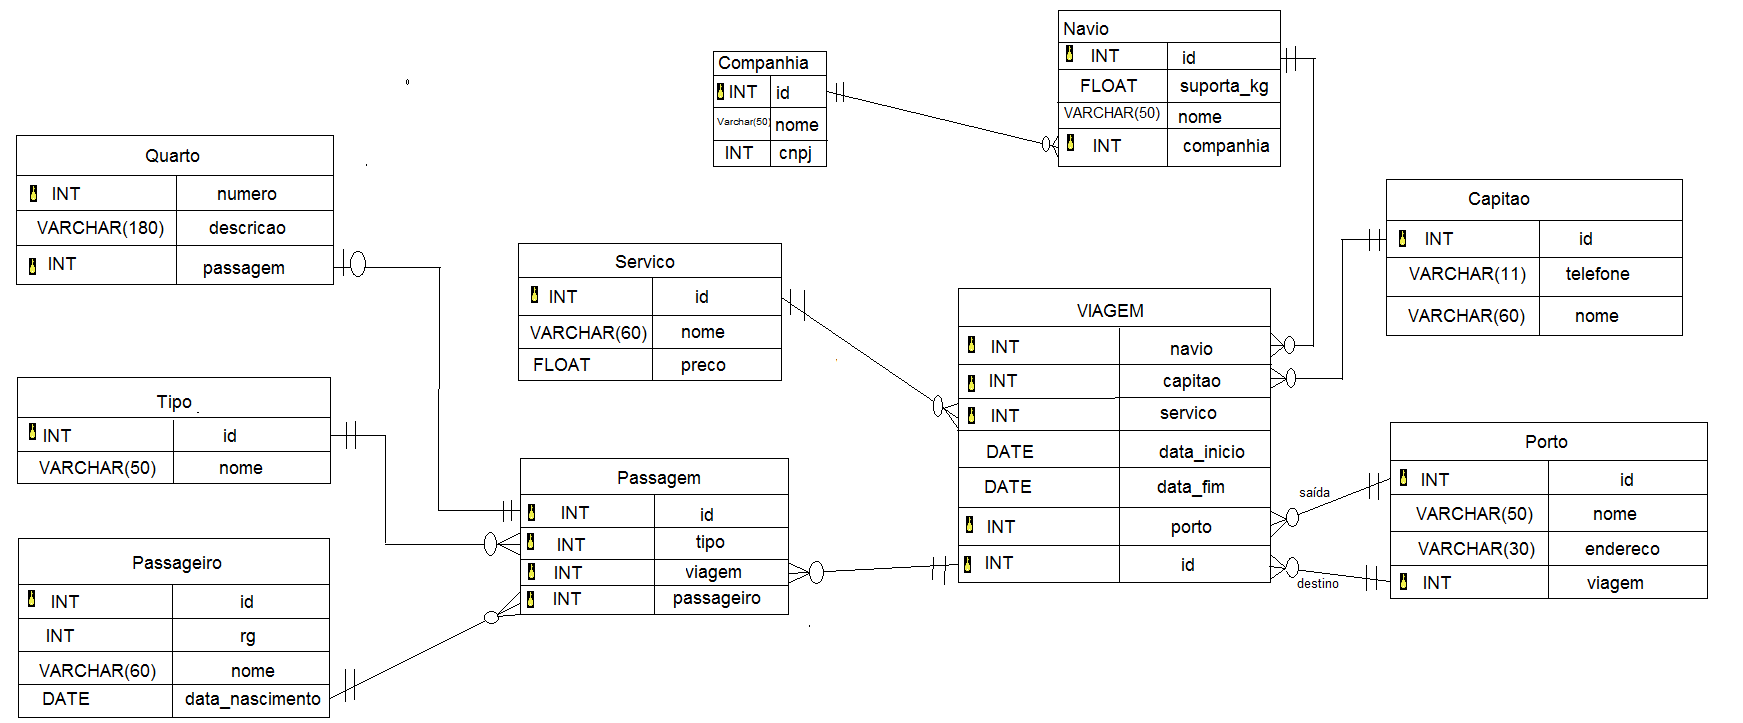 Navio
INT id
FLOAT suporta_kg
VARCHAR(50) nome
INT companhia
Companhia
INT id
Varchar(50) nome
INT cnpj
Quarto
INT numero
VARCHAR(180) descricao
INT passagem
Capitao
INT id
VARCHAR(11) telefone
VARCHAR(60) nome
Servico
INT id
VARCHAR(60) nome
FLOAT preco
VIAGEM
INT navio
INT capitao
INT servico
DATE data_inicio
DATE data_fim
INT porto
INT id
Tipo
INT id
VARCHAR(50) nome
Porto
INT id
VARCHAR(50) nome
VARCHAR(30) endereco
INT viagem
saída
destino
Passagem
INT id
INT tipo
INT viagem
INT passageiro
Passageiro
INT id
INT rg
VARCHAR(60) nome
DATE data_nascimento